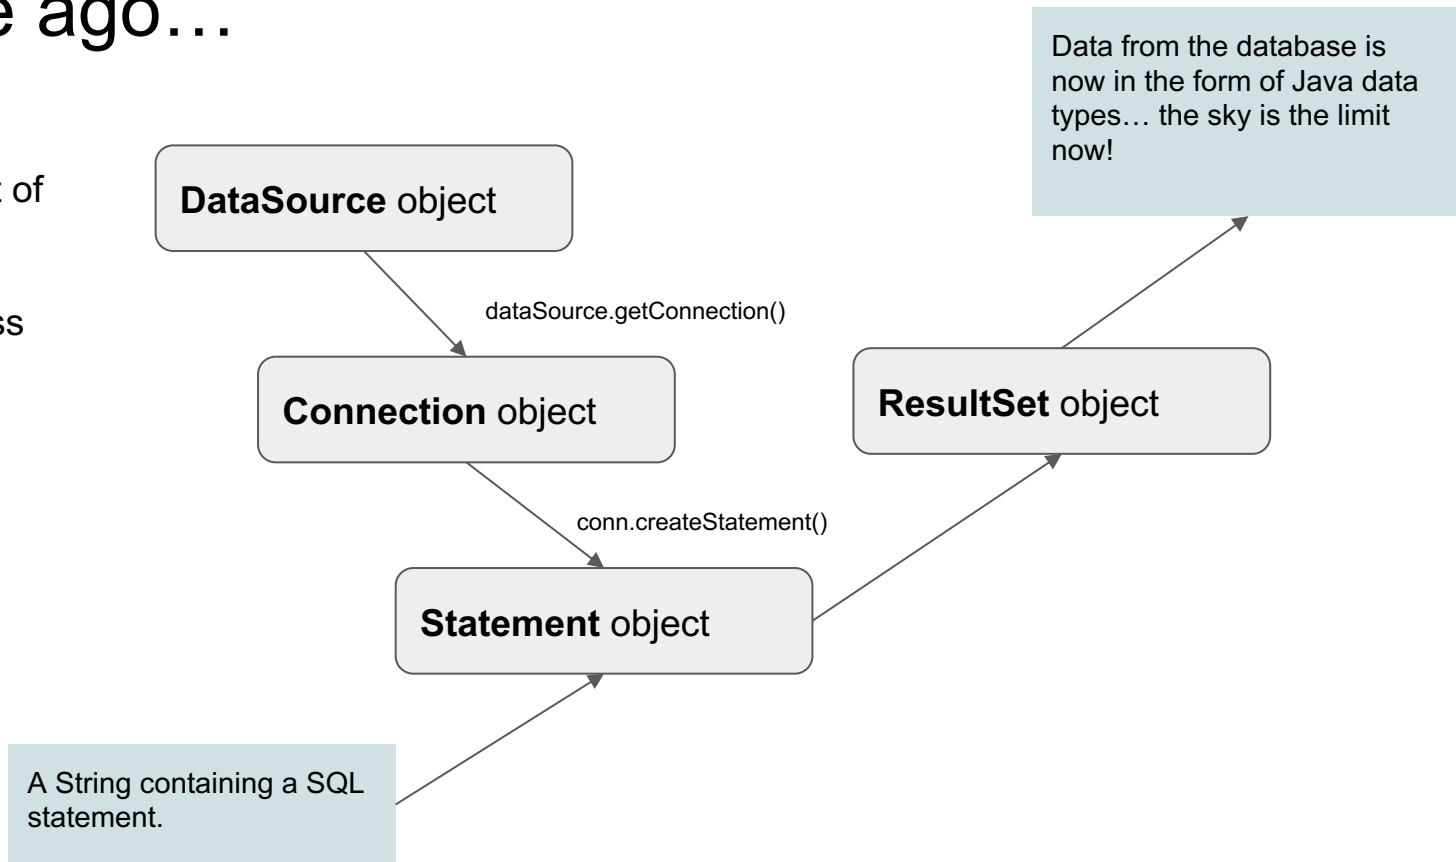 e ago…
of
ss
DataSource object
dataSource.getConnection()
Connection object
conn.createStatement()
Statement object
A String containing a SQL
statement.
ResultSet object
Data from the database is
now in the form of Java data
types… the sky is the limit
now!